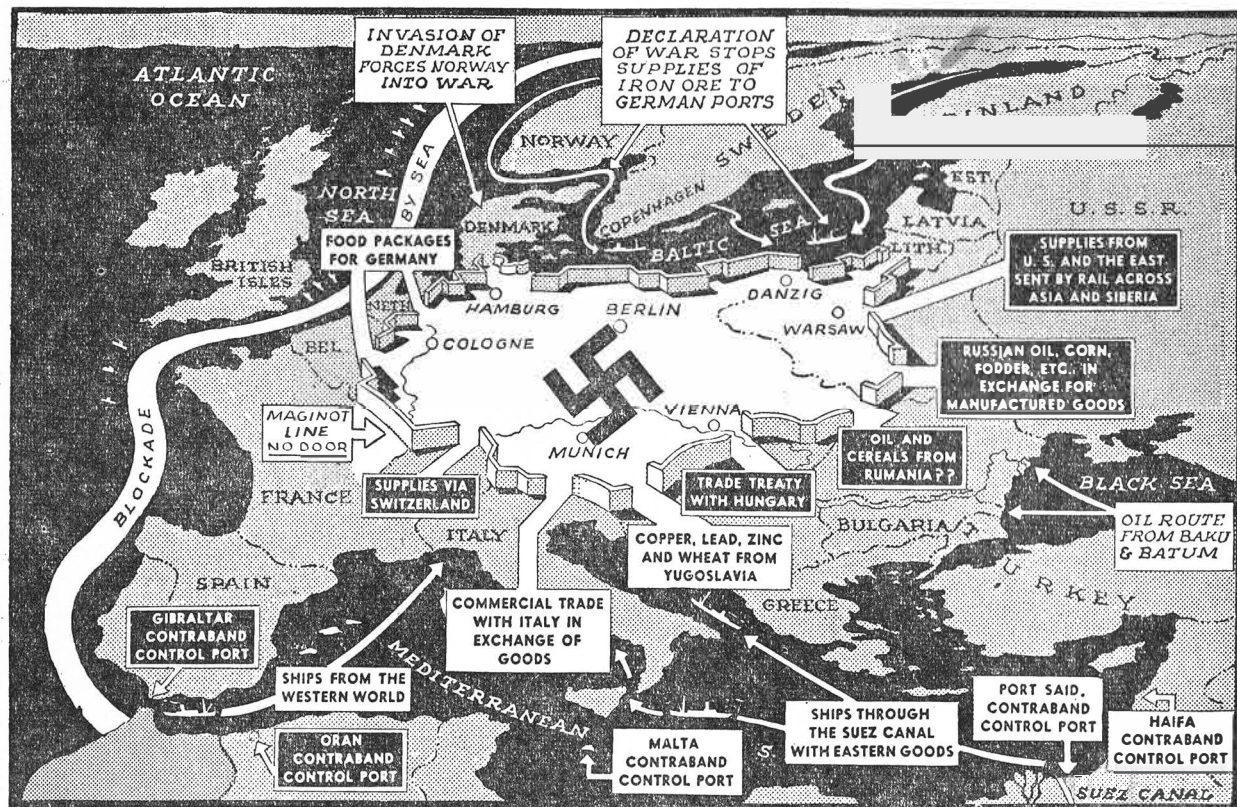 INVASION OF
DENMARK
FORCES NORWAY
INTO WAR
DECLARATION
OF WAR STOPS
SUPPLIES OF
IRON ORE TO
GERMAN PORTS
ATLANTIC
OCEAN
NORWAY
SWEDEN
INLAND
NORTH
SEA
BY SEA
DENMARK
COPENHAGEN
BALTIC SEA
EST.
LATVIA
LITH.
U.S.S.R.
BRITISH
ISLES
FOOD PACKAGES
FOR GERMANY
SUPPLIES FROM
U. S. AND THE EAST
SENT BY RAIL ACROSS
ASIA AND SIBERIA
NETH.
HAMBURG
BERLIN
DANZIG
WARSAW
BEL.
COLOGNE
RUSSIAN OIL, CORN,
FODDER, ETC., IN
EXCHANGE FOR
MANUFACTURED GOODS
MAGINOT
LINE
NO DOOR
VIENNA
MUNICH
BLOCKADE
FRANCE
SUPPLIES VIA
SWITZERLAND
TRADE TREATY
WITH HUNGARY
OIL AND
CEREALS FROM
RUMANIA??
BLACK SEA
ITALY
BULGARIA
OIL ROUTE
FROM BAKU
& BATUM
COPPER, LEAD, ZINC
AND WHEAT FROM
YUGOSLAVIA
TURKEY
SPAIN
GREECE
GIBRALTAR
CONTRABAND
CONTROL PORT
COMMERCIAL TRADE
WITH ITALY IN
EXCHANGE OF
GOODS
SHIPS FROM THE
WESTERN WORLD
MEDITERRANEAN
S
PORT SAID,
CONTRABAND
CONTROL PORT
HAIFA
CONTRABAND
CONTROL PORT
SHIPS THROUGH
THE SUEZ CANAL
WITH EASTERN GOODS
ORAN
CONTRABAND
CONTROL PORT
MALTA
CONTRABAND
CONTROL PORT
SUEZ CANAL